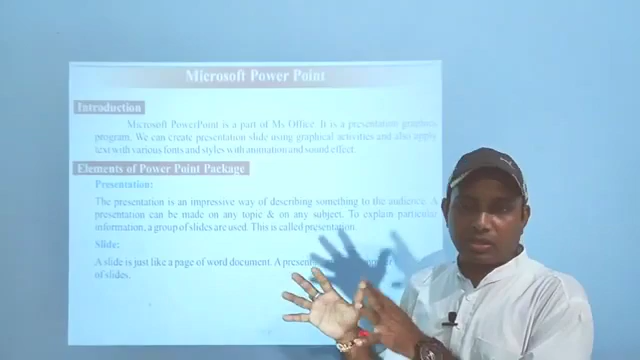 Microsoft Power Point
Introduction
Microsoft PowerPoint is a part of Ms Office. It is a presentation graphics
program. We can create presentation slide using graphical activities and also apply
text with various fonts and styles with animation and sound effect.
Elements of Power Point Package
Presentation:
The presentation is an impressive way of describing something to the audience. A
presentation can be made on any topic & on any subject. To explain particular
information, a group of slides are used. This is called presentation.
Slide:
A slide is just like a page of word document. A present
of slides.